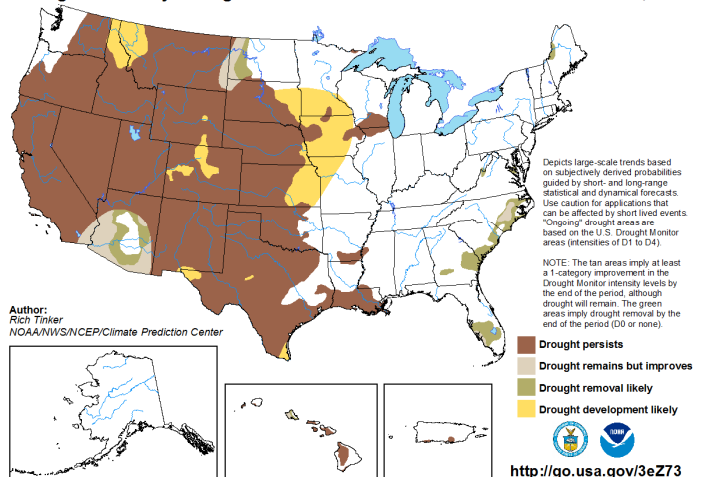 Depicts large-scale trends based
on subjectively derived probabilities
guided by short- and long-range
statistical and dynamical forecasts.
Use caution for applications that
can be affected by short lived events.
"Ongoing" drought areas are
based on the U.S. Drought Monitor
areas (intensities of D1 to D4).
NOTE: The tan areas imply at least
a 1-category improvement in the
Drought Monitor intensity levels by
the end of the period, although
drought will remain. The green
areas imply drought removal by the
end of the period (D0 or none).
Author:
Rich Tinker
NOAA/NWS/NCEP/Climate Prediction Center
Drought persists
Drought remains but improves
Drought removal likely
Drought development likely
noaa
http://go.usa.gov/3eZ73